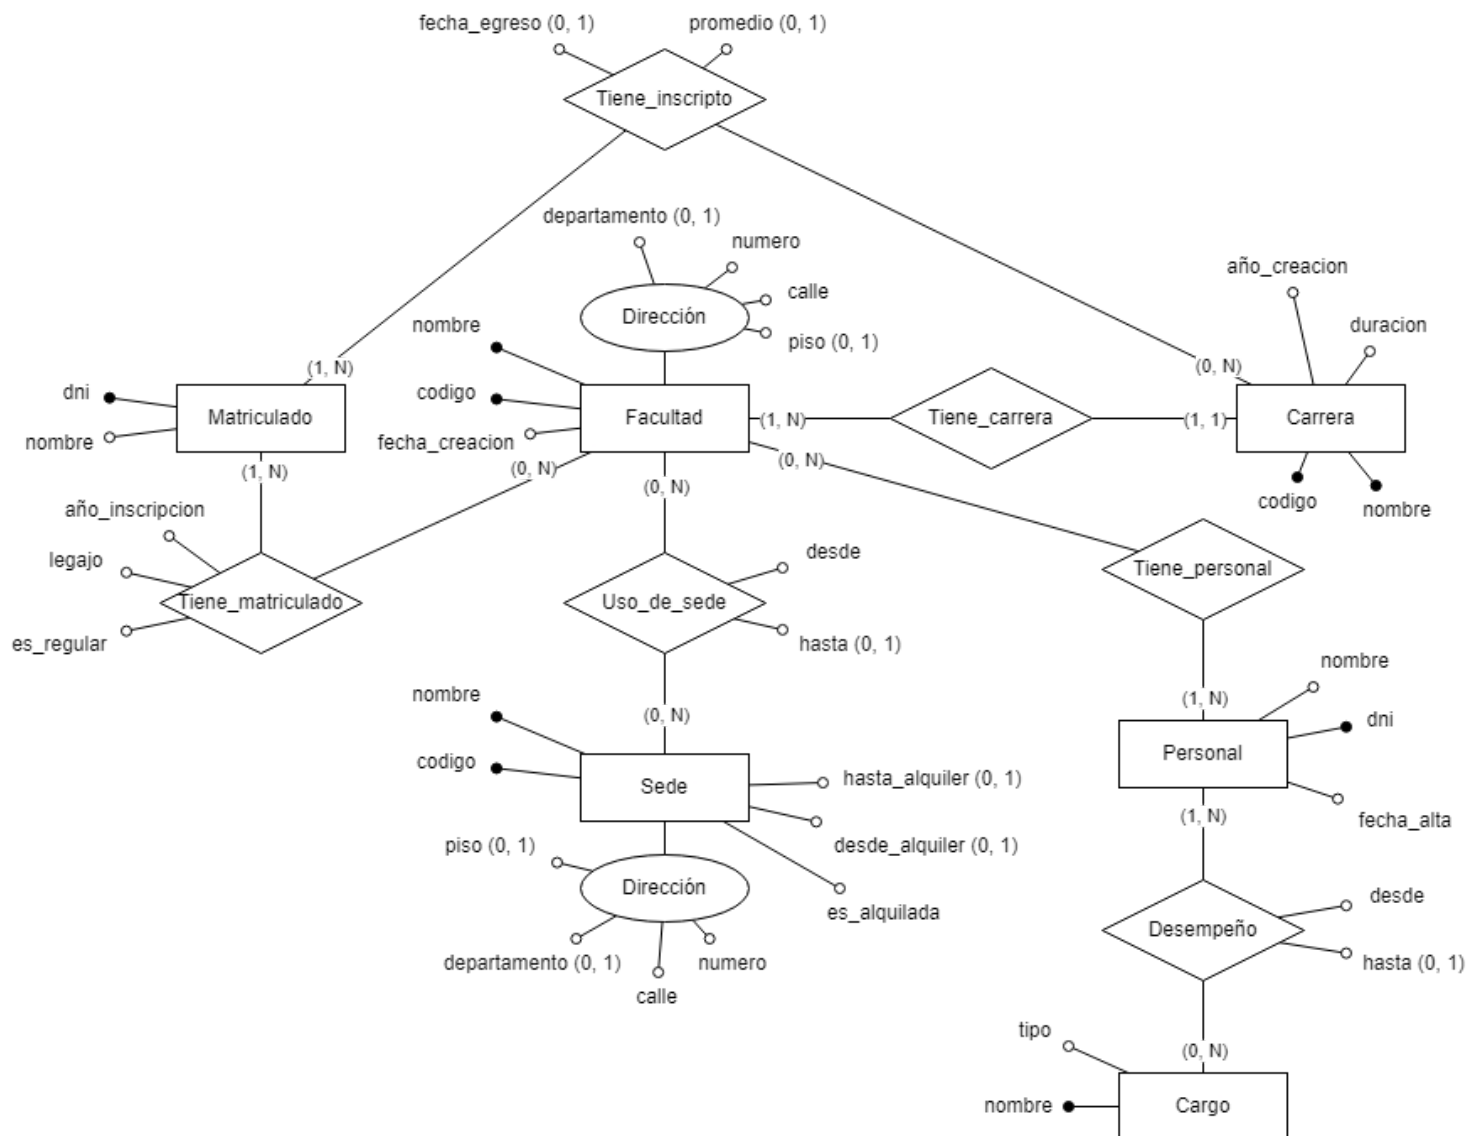 fecha_egreso (0, 1)
promedio (0, 1)
Tiene_inscripto
departamento (0, 1)
numero
calle
Dirección
piso (0, 1)
año_creacion
duracion
nombre
(1, N)
(0, N)
dni
codigo
Matriculado
Facultad
(1, N)
Tiene_carrera
(1, 1)
Carrera
nombre
fecha_creacion
(1, N)
(0, N)
(0, N)
(0, N)
codigo
nombre
año_inscripcion
legajo
desde
Tiene_matriculado
Uso_de_sede
Tiene_personal
es_regular
hasta (0, 1)
nombre
nombre
(0, N)
(1, N)
dni
codigo
Sede
hasta_alquiler (0, 1)
Personal
(1, N)
fecha_alta
piso (0, 1)
desde_alquiler (0, 1)
Dirección
es_alquilada
desde
Desempeño
departamento (0, 1)
numero
hasta (0, 1)
calle
tipo
(0, N)
nombre
Cargo